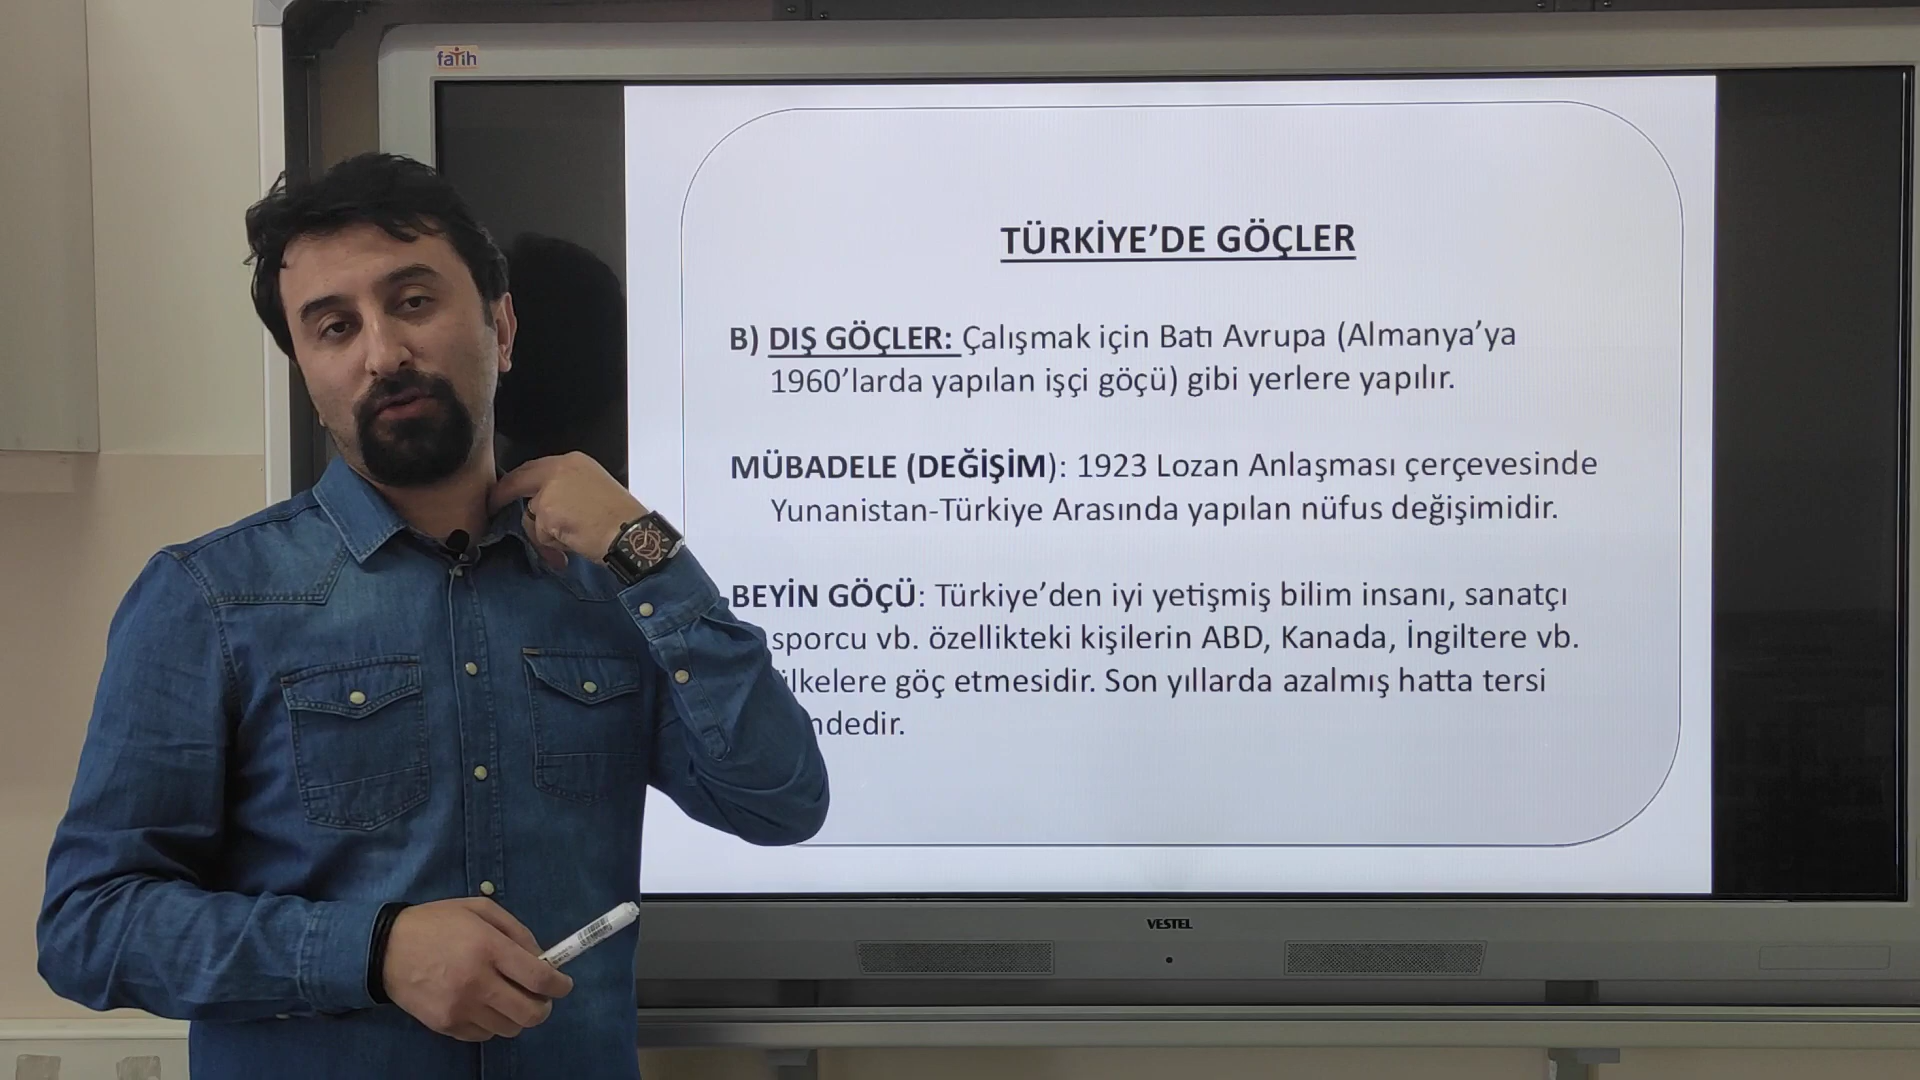 fatih
TÜRKİYE'DE GÖÇLER
B) DIŞ GÖÇLER: Çalışmak için Batı Avrupa (Almanya'ya
1960'larda yapılan işçi göçü) gibi yerlere yapılır.
MÜBADELE (DEĞİŞİM): 1923 Lozan Anlaşması çerçevesinde
Yunanistan-Türkiye Arasında yapılan nüfus değişimidir.
BEYİN GÖÇÜ: Türkiye'den iyi yetişmiş bilim insanı, sanatçı
sporcu vb. özellikteki kişilerin ABD, Kanada, İngiltere vb.
göç etmesidir. Son yıllarda azalmış hatta tersi
VESTEL